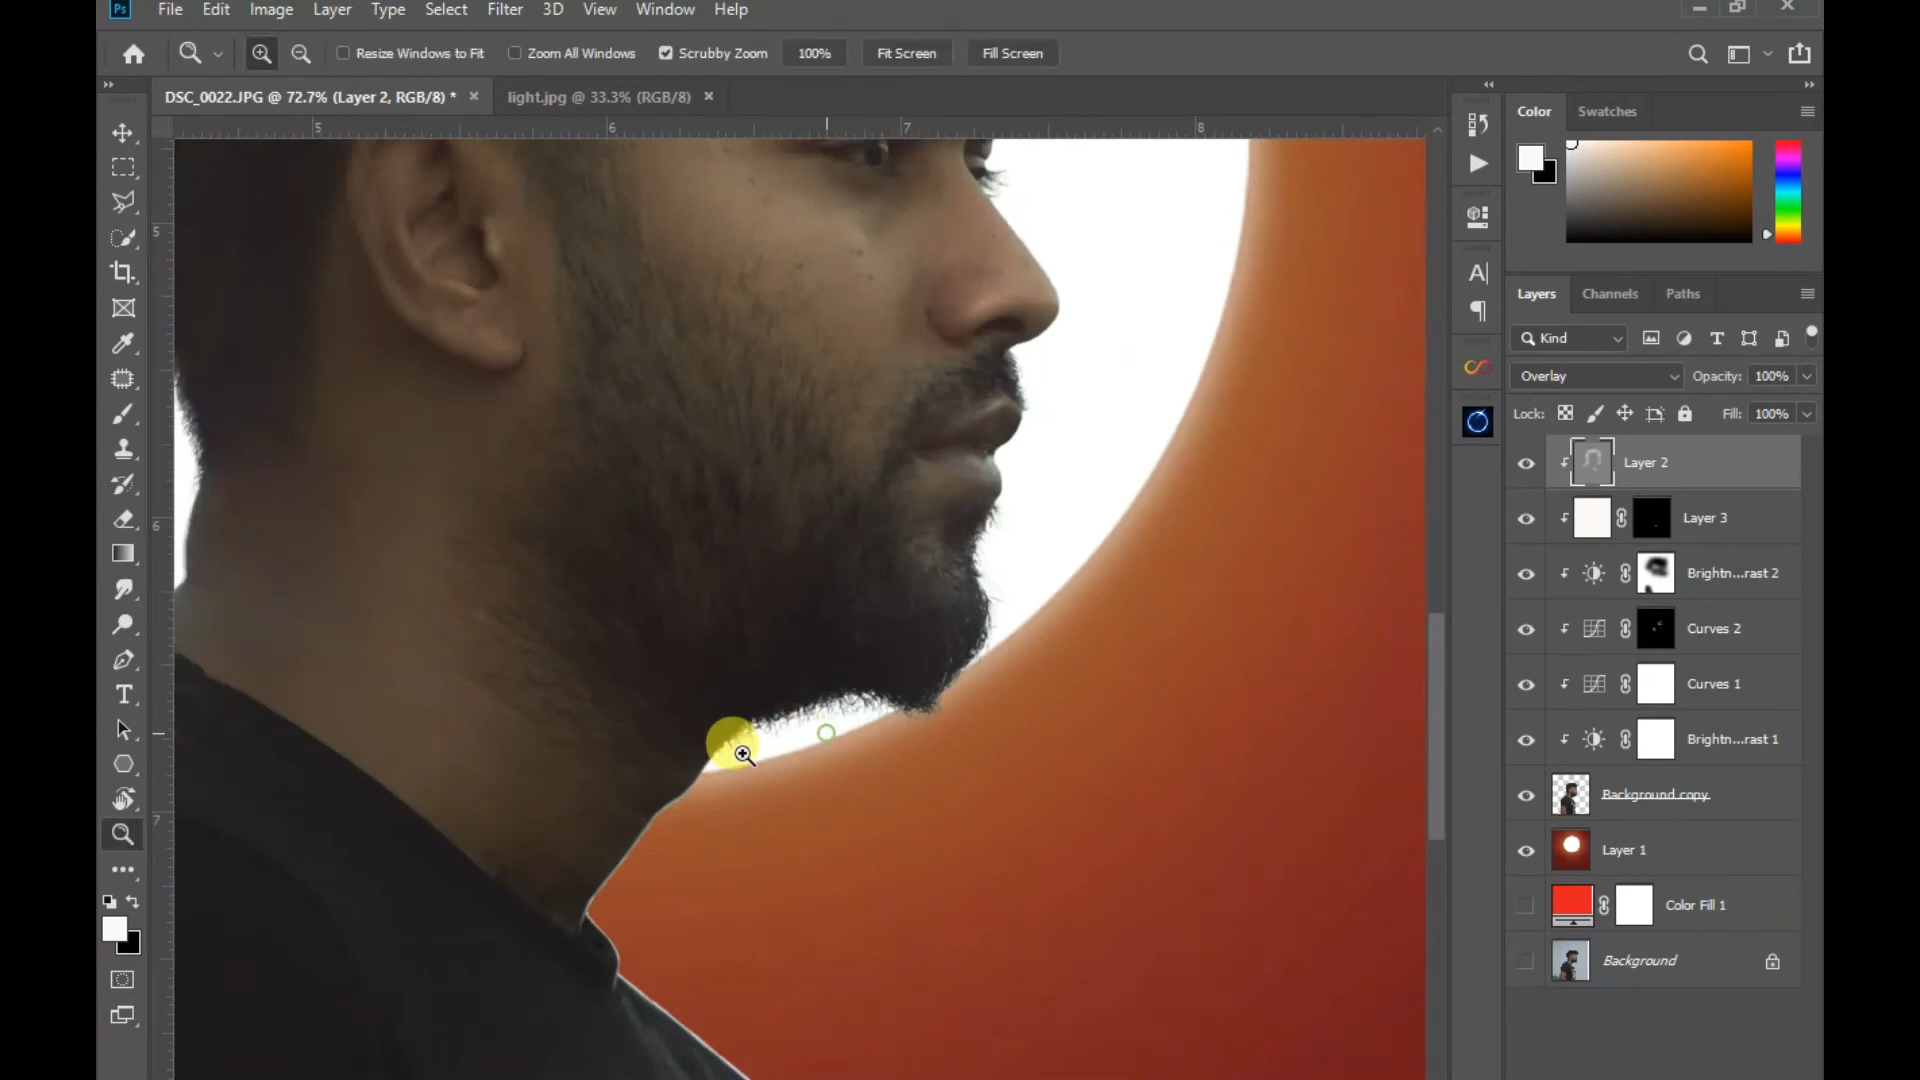 Ps File Edit Image Layer Type Select Filter 3D View Window Help
Resize Windows to Fit Zoom All Windows Scrubby Zoom 100% Fit Screen Fill Screen
DSC_0022.JPG @ 72.7% (Layer 2, RGB/8) * × light.jpg @ 33.3% (RGB/8) ×
5 6 7 8
5
6
7
Color Swatches
Layers Channels Paths
Kind
Overlay Opacity: 100%
Lock: Fill: 100%
Layer 2
Layer 3
Brightn...rast 2
Curves 2
Curves 1
Brightn...rast 1
Background copy
Layer 1
Color Fill 1
Background